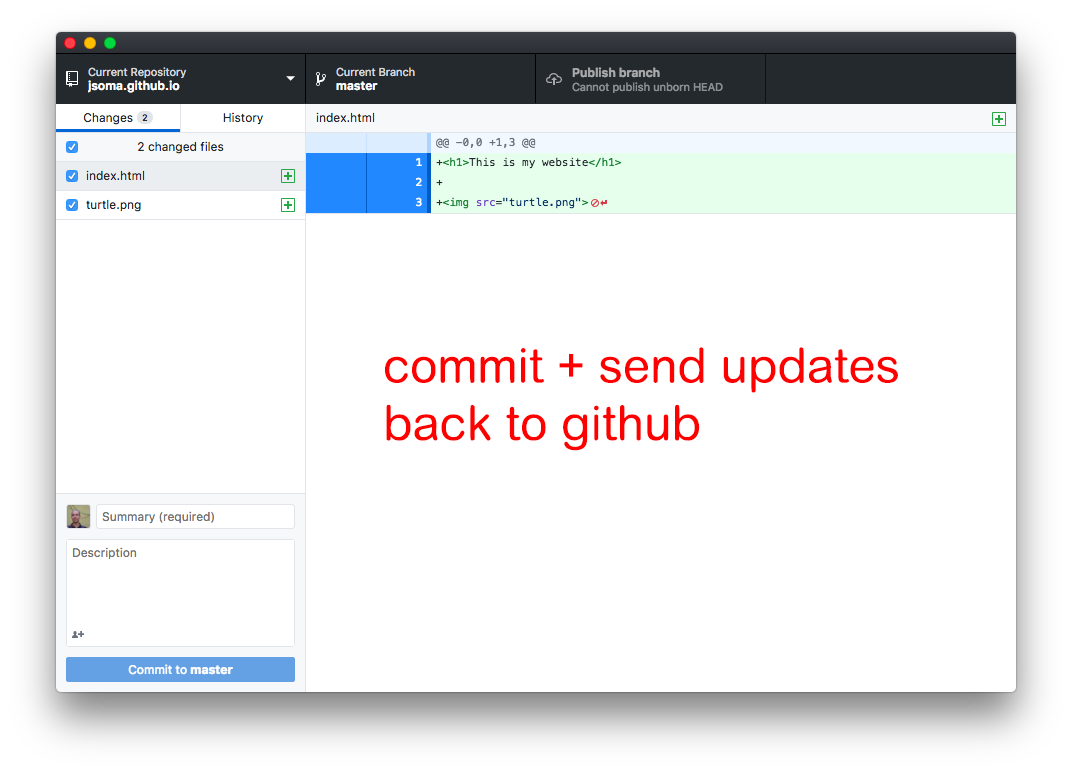 Current Repository
jsoma.github.io
Current Branch
master
Publish branch
Cannot publish unborn HEAD
Changes 2
History
index.html
2 changed files
index.html
turtle.png
@@ -0,0 +1,3 @@
1 +<h1>This is my website</h1>
2 +
3 +<img src="turtle.png">
commit + send updates
back to github
Summary (required)
Description
Commit to master